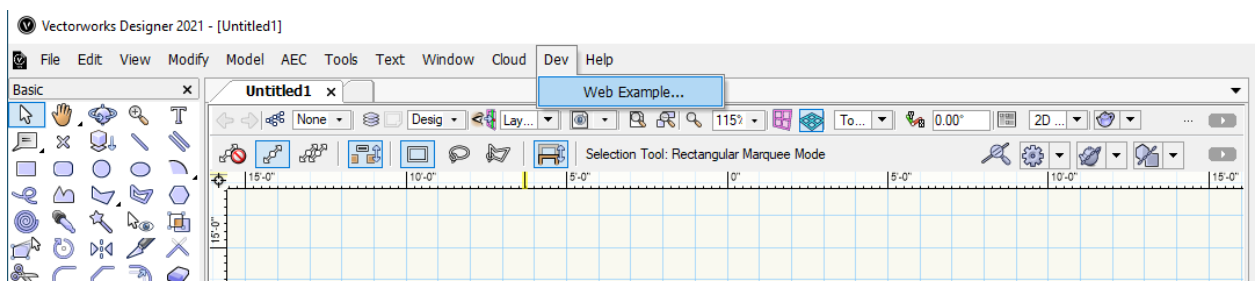 Vectorworks Designer 2021 - [Untitled1]
File Edit View Modify Model AEC Tools Text Window Cloud Dev Help
Basic x Untitled1 x Web Example...
None Desig Lay... 115% To... 0.00° 2D ... ...
Selection Tool: Rectangular Marquee Mode
15'-0" 10'-0" 5'-0" 0" 5'-0" 10'-0" 15'-0"
15'-0"